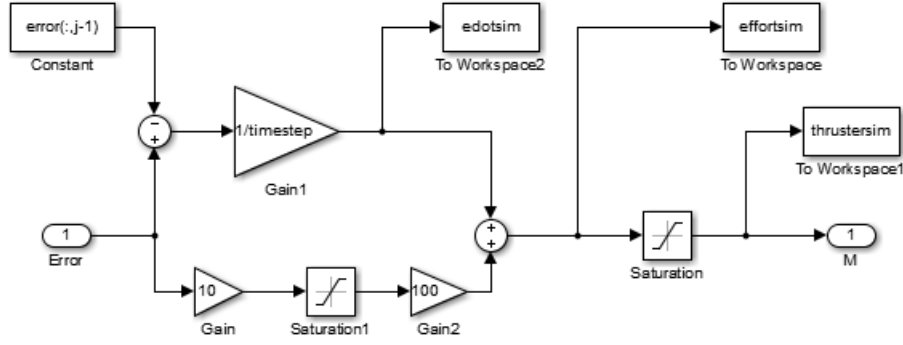 error(:,j-1)
Constant
edotsim
To Workspace2
effortsim
To Workspace
−
+
1/timestep
Gain1
thrustersim
To Workspace1
1
Error
+
+
Saturation
1
M
10
Gain
Saturation1
100
Gain2